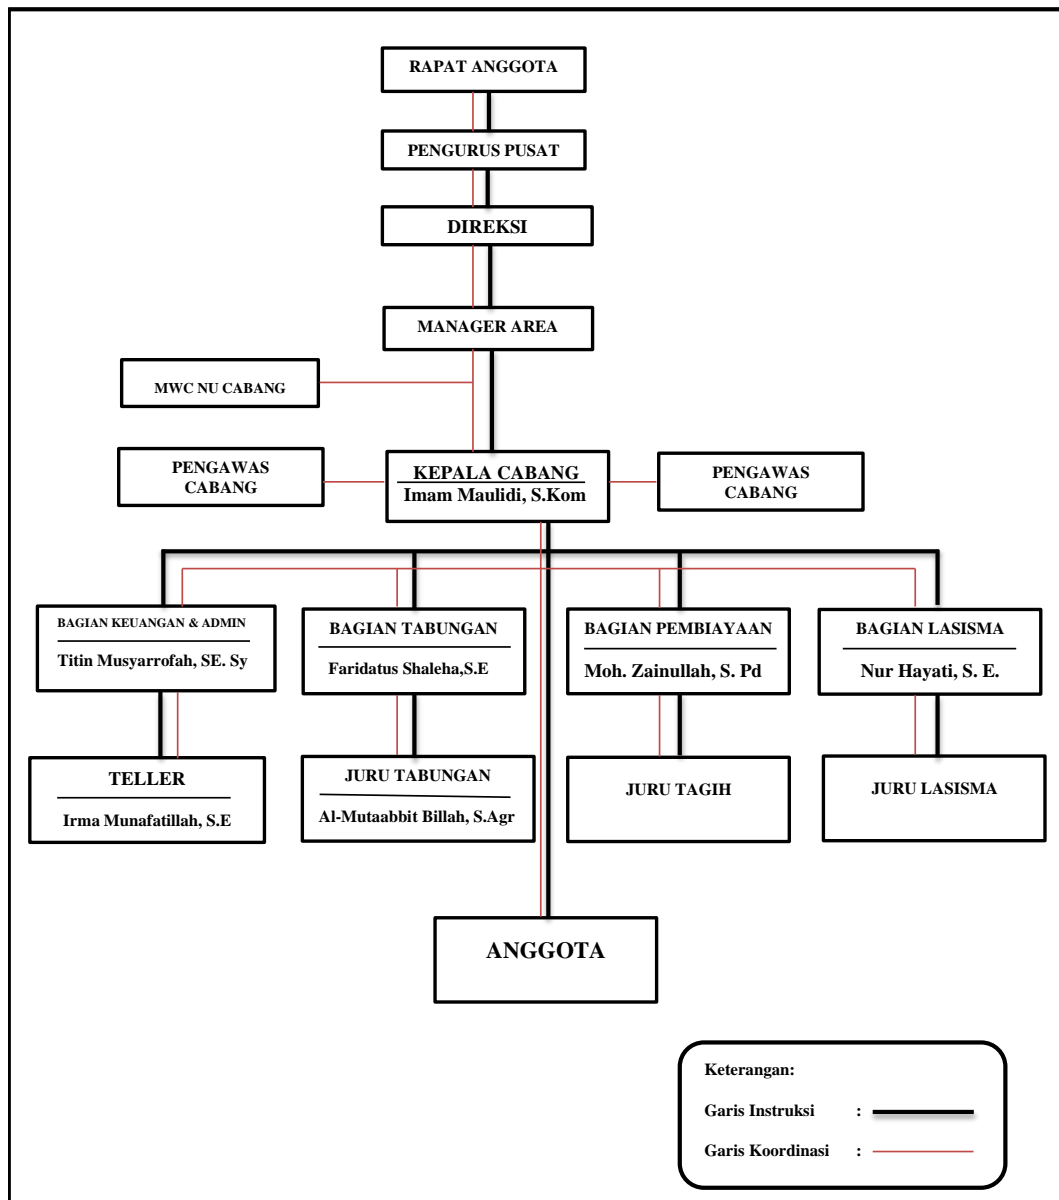 RAPAT ANGGOTA
PENGURUS PUSAT
DIREKSI
MANAGER AREA
MWC NU CABANG
PENGAWAS
CABANG
KEPALA CABANG
Imam Maulidi, S.Kom
PENGAWAS
CABANG
BAGIAN KEUANGAN & ADMIN
Titin Musyarrofah, SE. Sy
BAGIAN TABUNGAN
Faridatus Shaleha,S.E
BAGIAN PEMBIAYAAN
Moh. Zainullah, S. Pd
BAGIAN LASISMA
Nur Hayati, S. E.
TELLER
Irma Munafatillah, S.E
JURU TABUNGAN
Al-Mutaabbit Billah, S.Agr
JURU TAGIH
JURU LASISMA
ANGGOTA
Keterangan:
Garis Instruksi :
Garis Koordinasi :